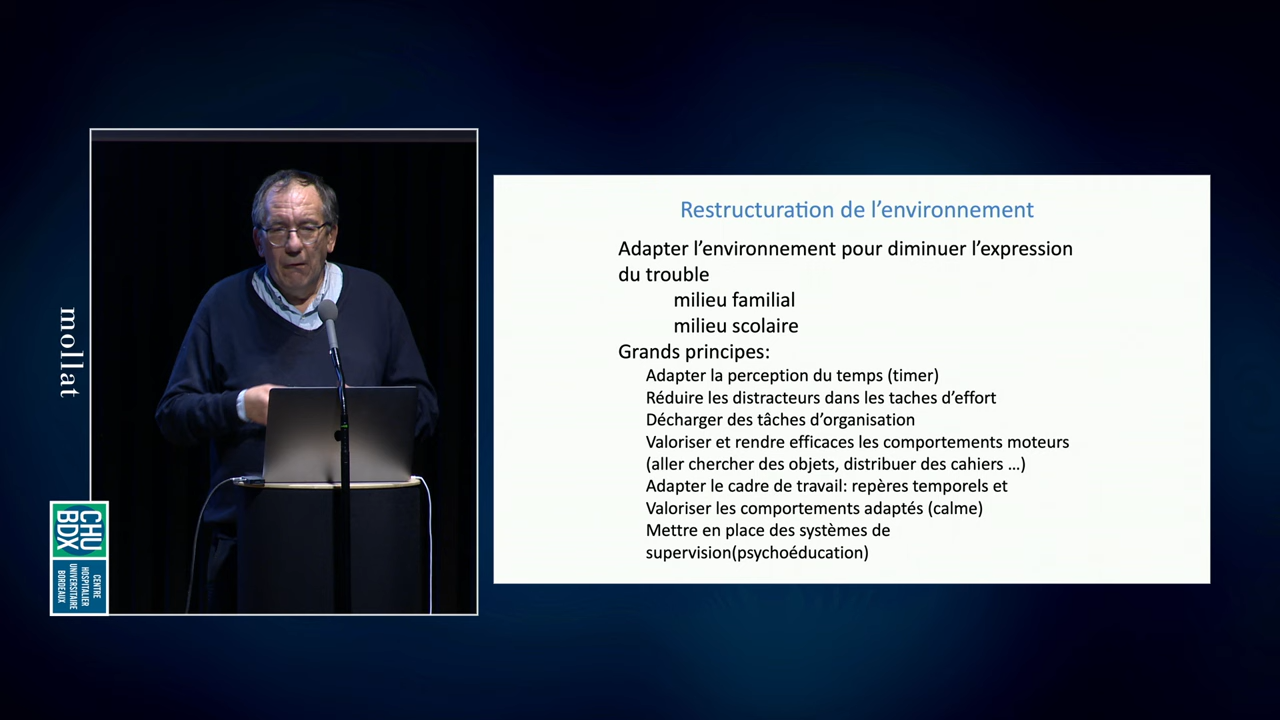 mollat
CHU
BDX
CENTRE
HOSPITALIER
UNIVERSITAIRE
BORDEAUX
Restructuration de l'environnement
Adapter l'environnement pour diminuer l'expression
du trouble
milieu familial
milieu scolaire
Grands principes:
Adapter la perception du temps (timer)
Réduire les distracteurs dans les taches d'effort
Décharger des tâches d'organisation
Valoriser et rendre efficaces les comportements moteurs
(aller chercher des objets, distribuer des cahiers ...)
Adapter le cadre de travail: repères temporels et
Valoriser les comportements adaptés (calme)
Mettre en place des systèmes de
supervision(psychoéducation)